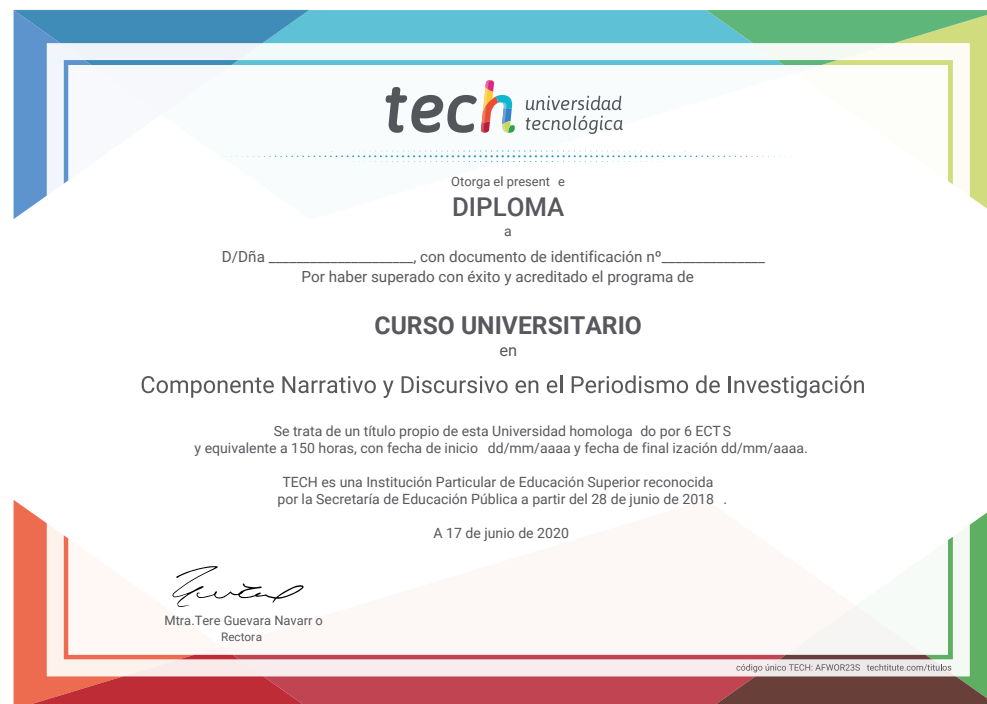 tech universidad
tecnológica
Otorga el present e
DIPLOMA
a
D/Dña ____________________, con documento de identificación nº______________
Por haber superado con éxito y acreditado el programa de
CURSO UNIVERSITARIO
en
Componente Narrativo y Discursivo en el Periodismo de Investigación
Se trata de un título propio de esta Universidad homologa do por 6 ECTS
y equivalente a 150 horas, con fecha de inicio dd/mm/aaaa y fecha de final ización dd/mm/aaaa.
TECH es una Institución Particular de Educación Superior reconocida
por la Secretaría de Educación Pública a partir del 28 de junio de 2018 .
A 17 de junio de 2020
Mtra.Tere Guevara Navarr o
Rectora
código único TECH: AFWOR23S techtitute.com/titulos